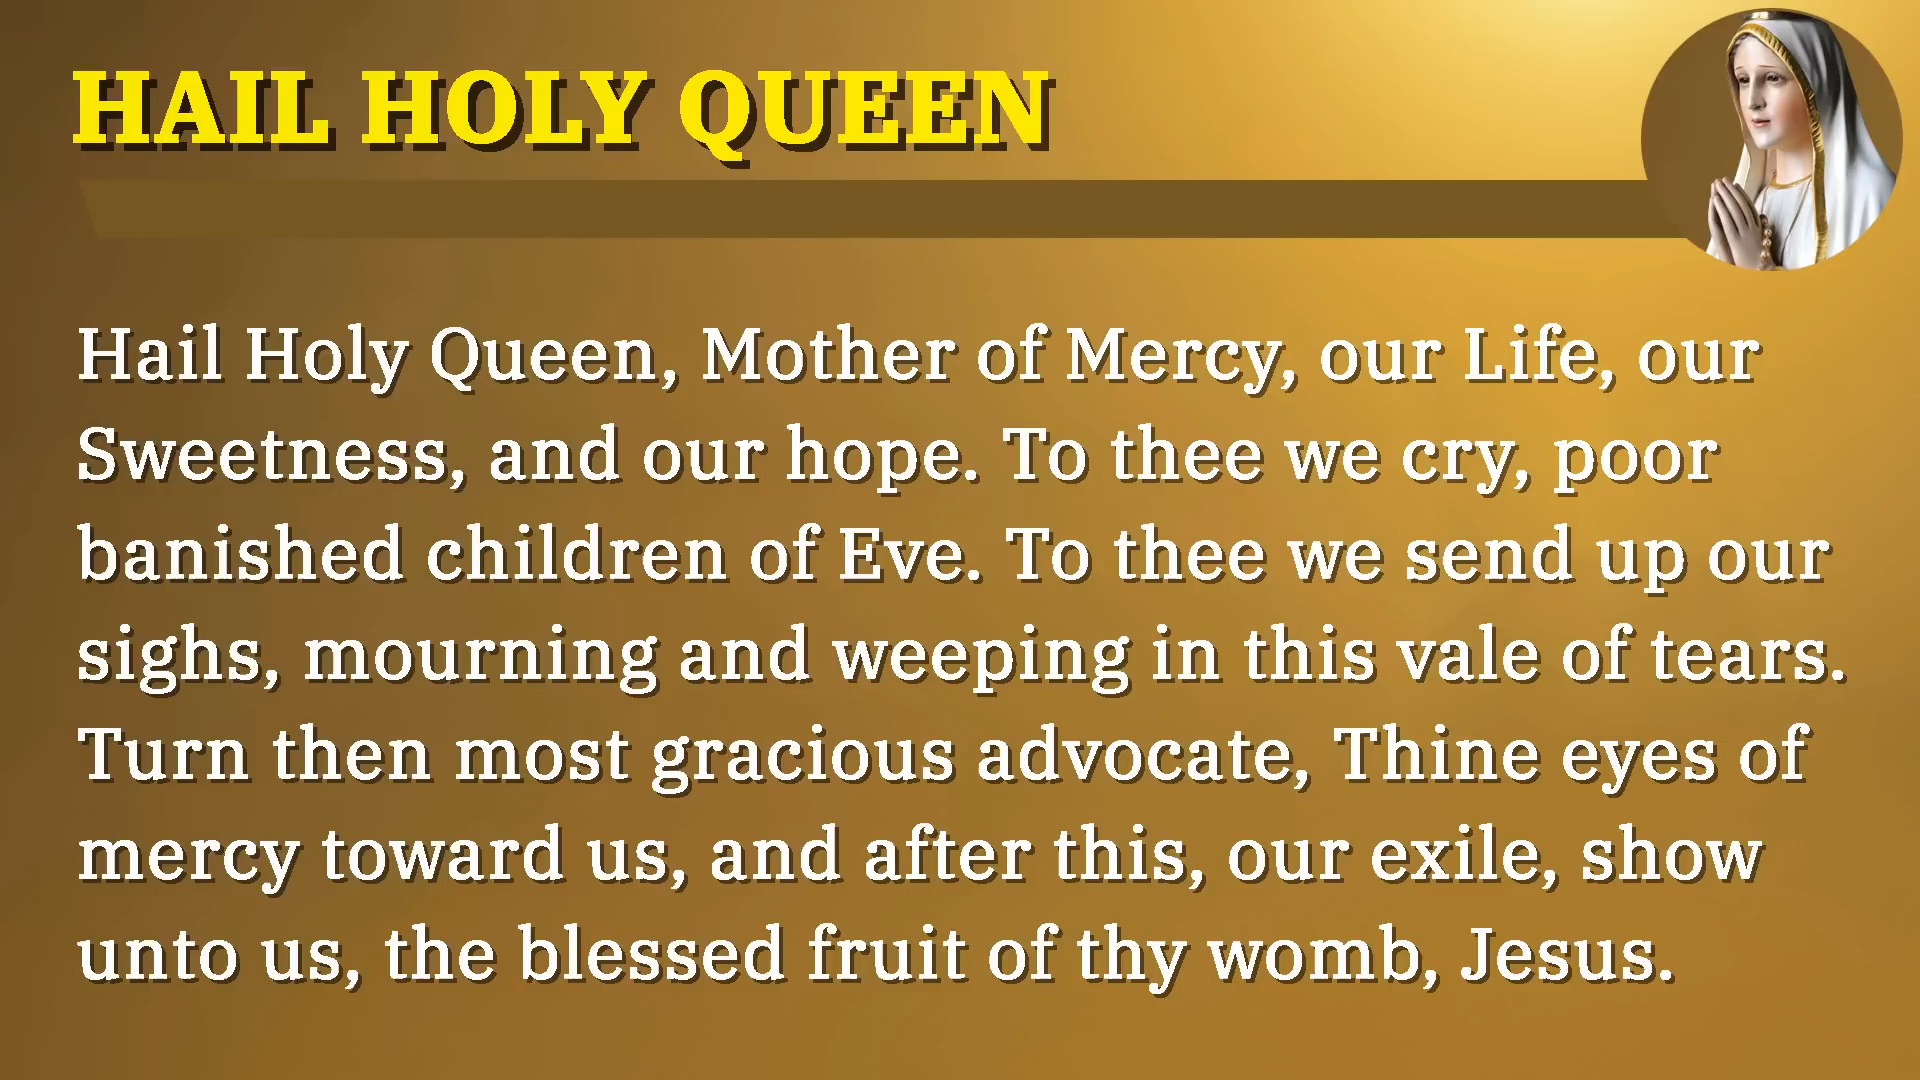 HAIL HOLY QUEEN
Hail Holy Queen, Mother of Mercy, our Life, our
Sweetness, and our hope. To thee we cry, poor
banished children of Eve. To thee we send up our
sighs, mourning and weeping in this vale of tears.
Turn then most gracious advocate, Thine eyes of
mercy toward us, and after this, our exile, show
unto us, the blessed fruit of thy womb, Jesus.